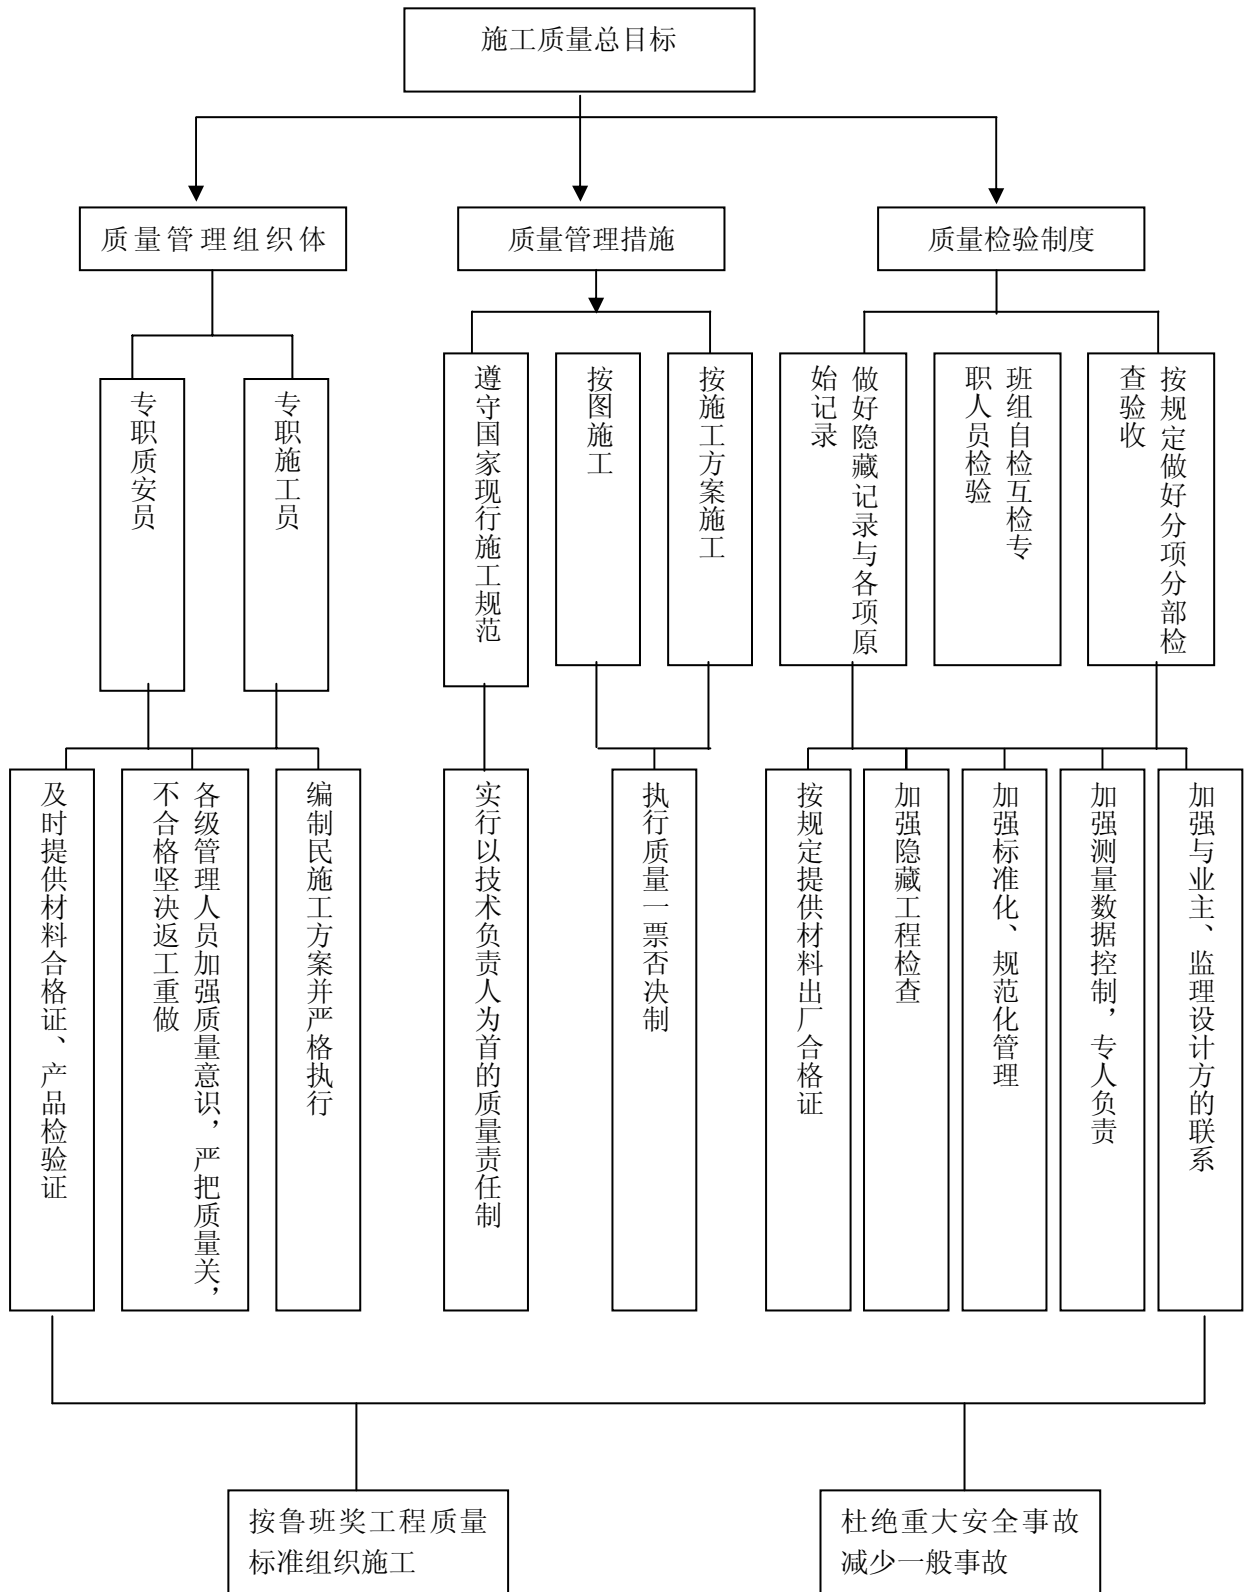 施工质量总目标
质量管理组织体
质量管理措施
质量检验制度
专职质安员
专职施工员
遵守国家现行施工规范
按图施工
按施工方案施工
做好隐藏记录与各项原
始记录
班组自检互检专
职人员检验
按规定做好分项分部检
查验收
及时提供材料合格证、产品检验证
各级管理人员加强质量意识，严把质量关，
不合格坚决返工重做
编制民施工方案并严格执行
实行以技术负责人为首的质量责任制
执行质量一票否决制
按规定提供材料出厂合格证
加强隐藏工程检查
加强标准化、规范化管理
加强测量数据控制，专人负责
加强与业主、监理设计方的联系
按鲁班奖工程质量
标准组织施工
杜绝重大安全事故
减少一般事故